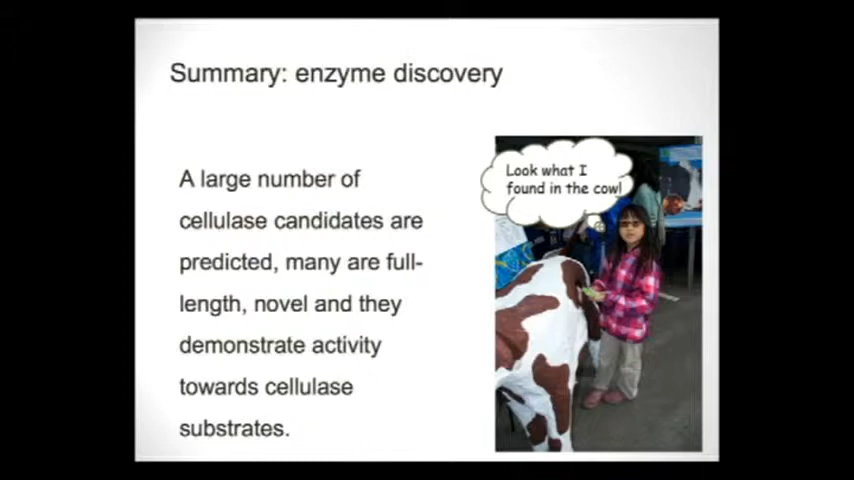 Summary: enzyme discovery
A large number of
cellulase candidates are
predicted, many are full-
length, novel and they
demonstrate activity
towards cellulase
substrates.
Look what I
found in the cow!